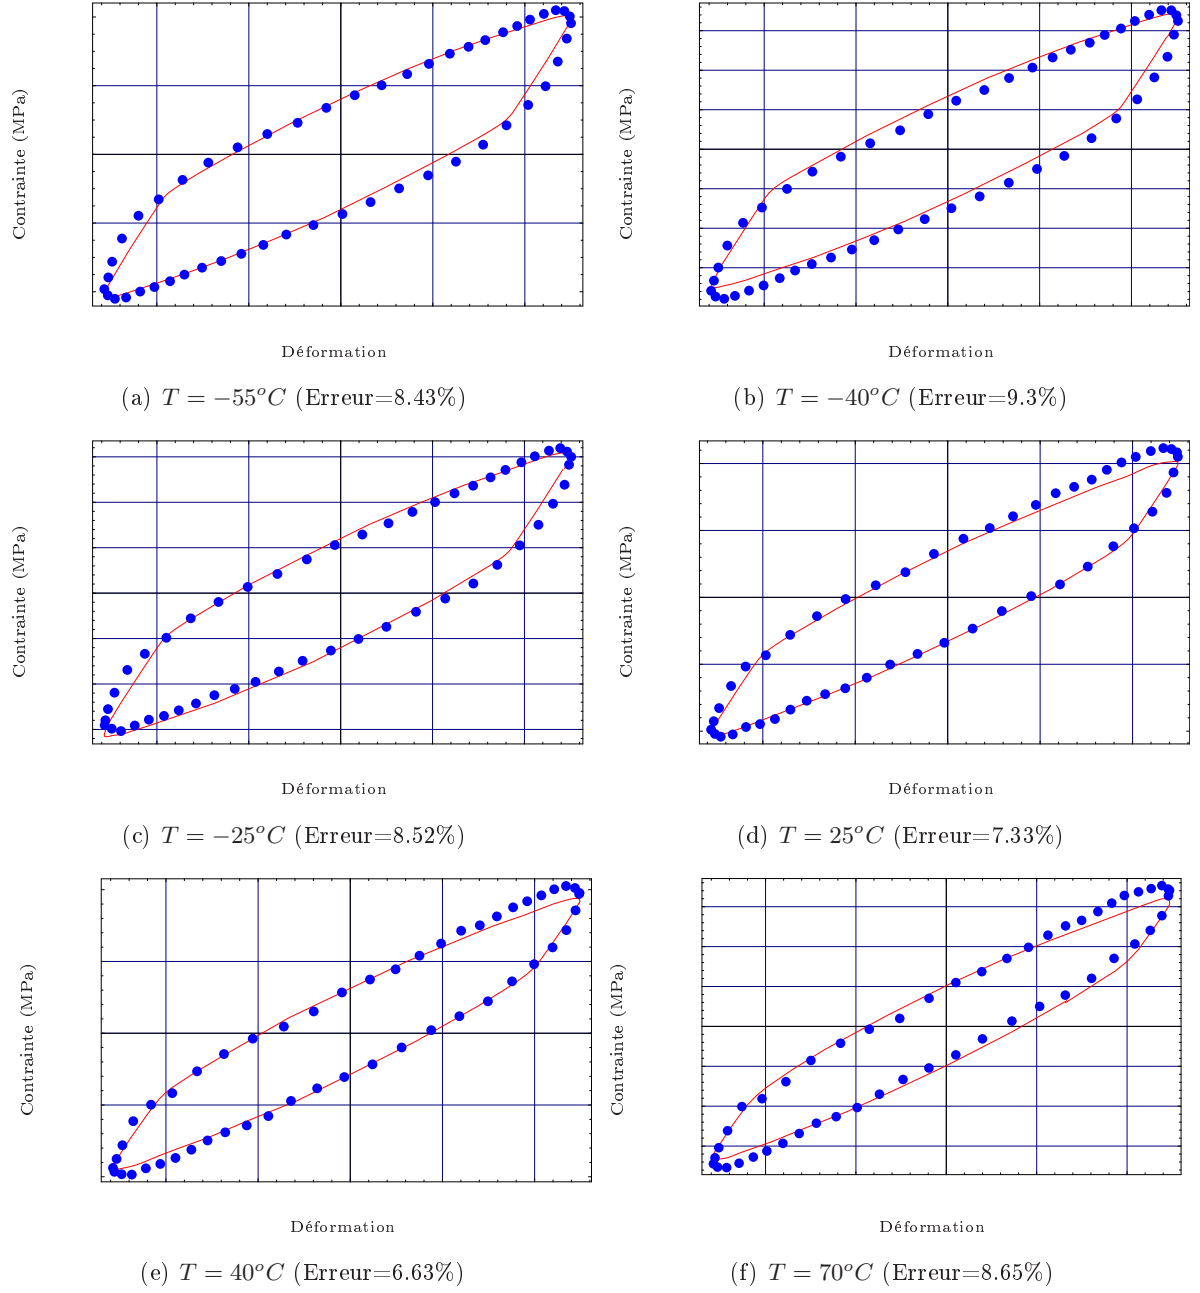 Contrainte (MPa)
Déformation
(a) T = −55°C (Erreur=8.43%)
Contrainte (MPa)
Déformation
(b) T = −40°C (Erreur=9.3%)
Contrainte (MPa)
Déformation
(c) T = −25°C (Erreur=8.52%)
Contrainte (MPa)
Déformation
(d) T = 25°C (Erreur=7.33%)
Contrainte (MPa)
Déformation
(e) T = 40°C (Erreur=6.63%)
Contrainte (MPa)
Déformation
(f) T = 70°C (Erreur=8.65%)